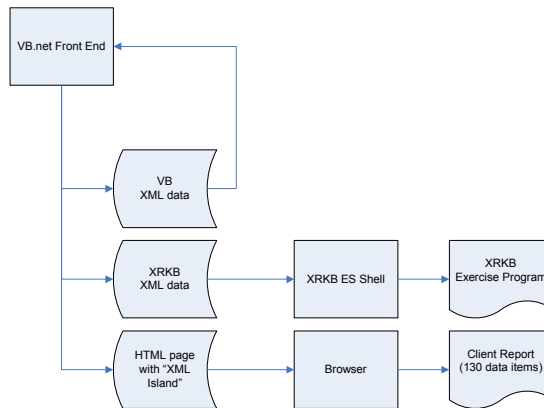 VB.net Front End
VB
XML data
XRKB
XML data
XRKB ES Shell
XRKB
Exercise Program
HTML page
with “XML
Island”
Browser
Client Report
(130 data items)